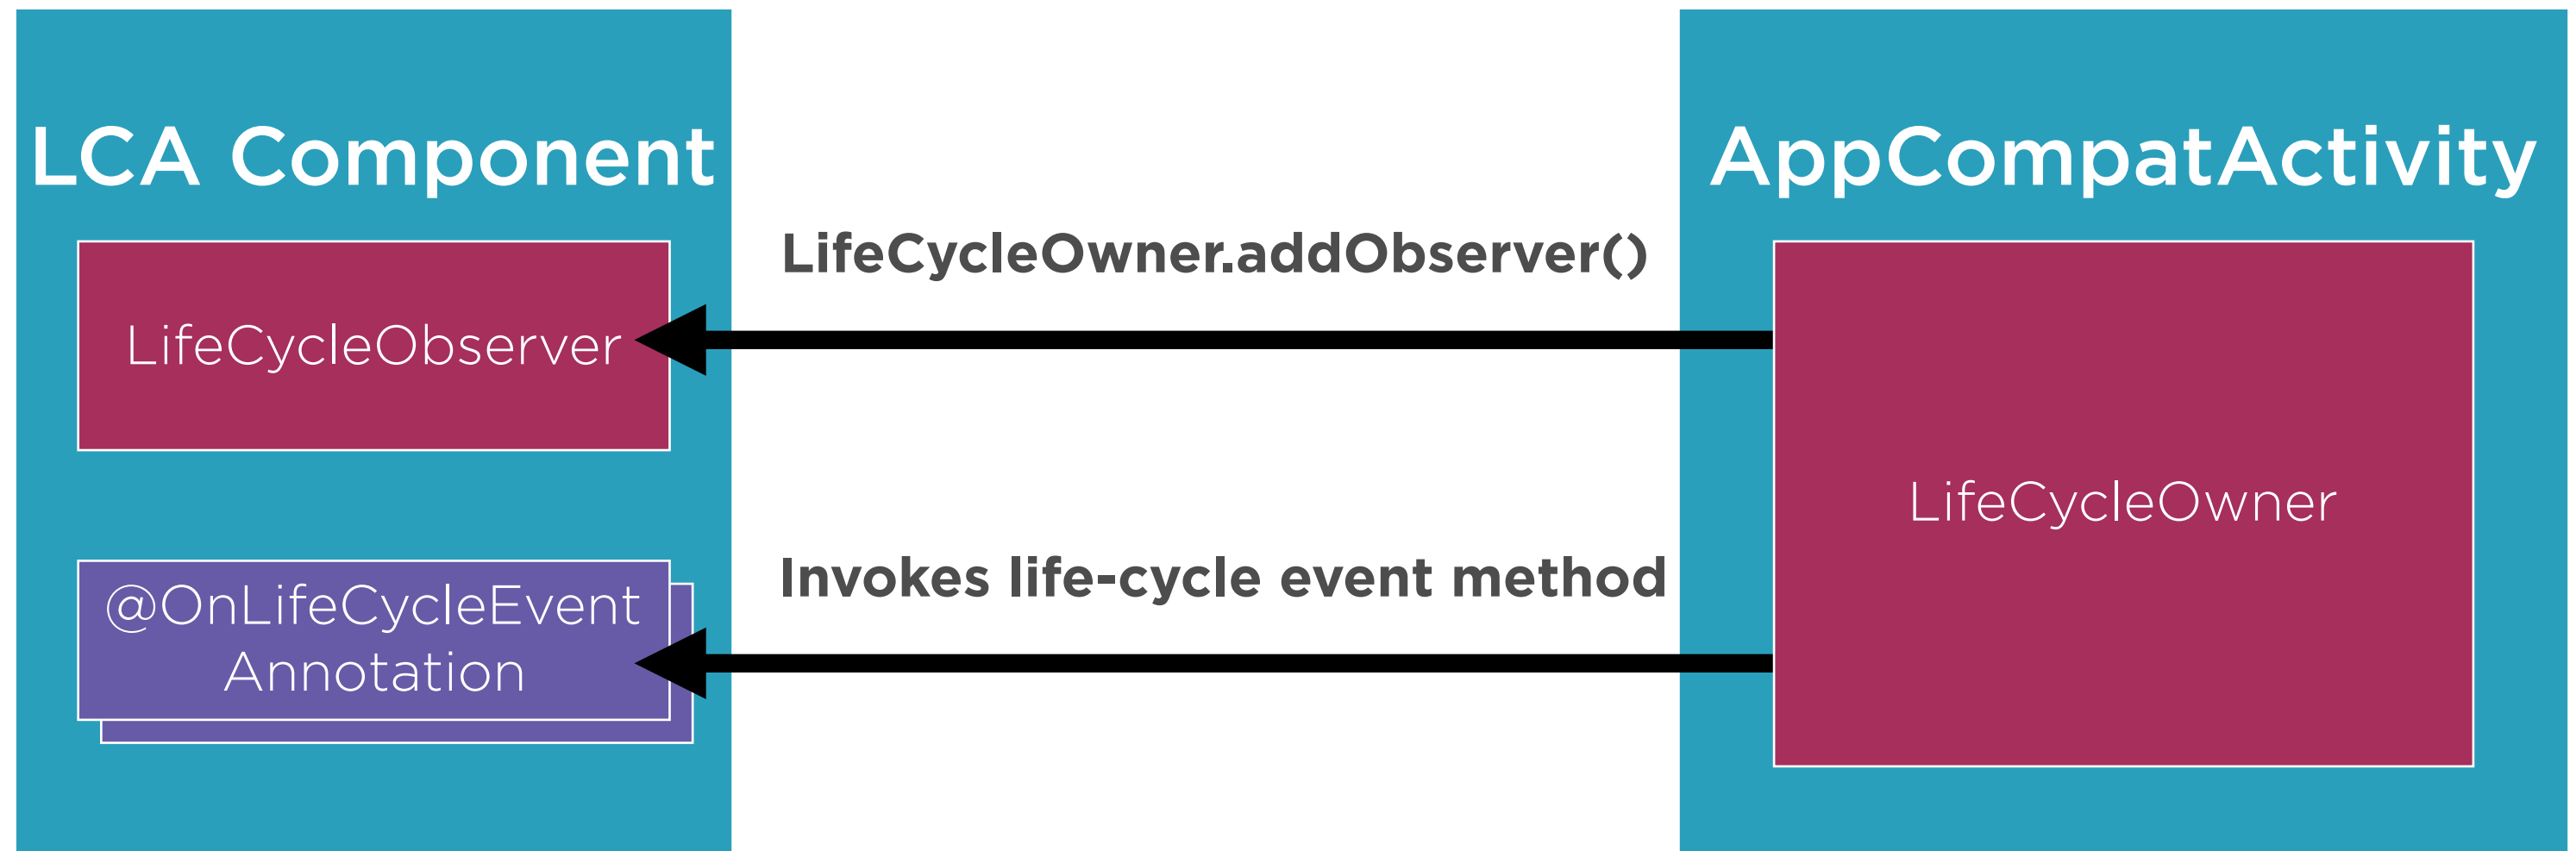 LCA Component
LifeCycleObserver
@OnLifeCycleEvent
Annotation
LifeCycleOwner.addObserver()
Invokes life-cycle event method
AppCompatActivity
LifeCycleOwner